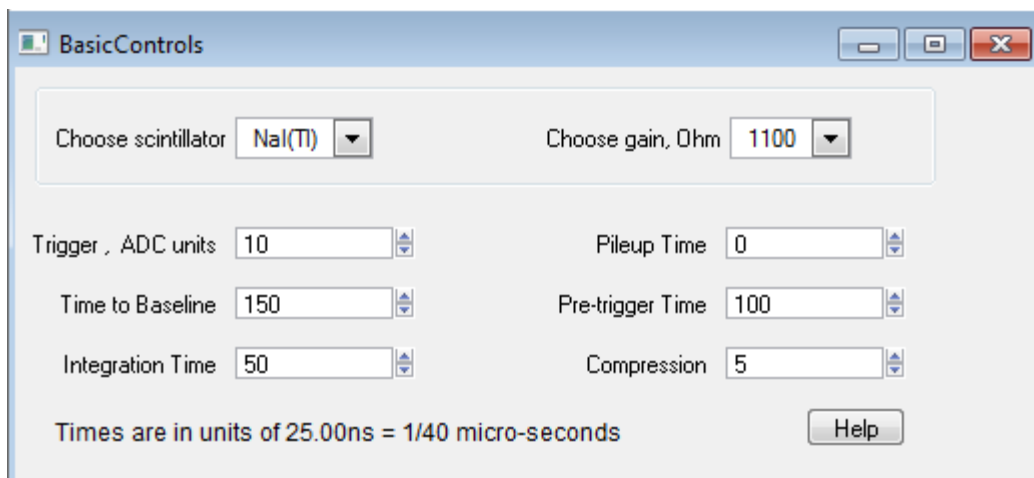 BasicControls
Choose scintillator NaI(Tl) Choose gain, Ohm 1100
Trigger , ADC units 10 Pileup Time 0
Time to Baseline 150 Pre-trigger Time 100
Integration Time 50 Compression 5
Times are in units of 25.00ns = 1/40 micro-seconds Help